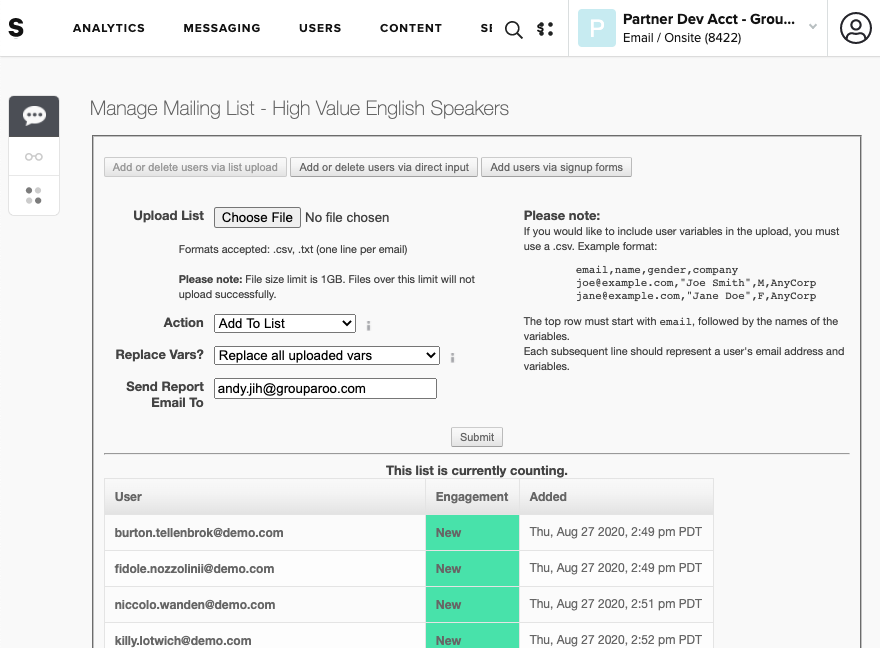 S
ANALYTICS MESSAGING USERS CONTENT SE
P
Partner Dev Acct - Grou...
Email / Onsite (8422)
Manage Mailing List - High Value English Speakers
Add or delete users via list upload Add or delete users via direct input Add users via signup forms
Upload List Choose File No file chosen
Formats accepted: .csv, .txt (one line per email)
Please note: File size limit is 1GB. Files over this limit will not
upload successfully.
Action Add To List
Replace Vars? Replace all uploaded vars
Send Report
Email To
andy.jih@grouparoo.com
Please note:
If you would like to include user variables in the upload, you must
use a .csv. Example format:
email,name,gender,company
joe@example.com,"Joe Smith",M,AnyCorp
jane@example.com,"Jane Doe",F,AnyCorp
The top row must start with email, followed by the names of the
variables.
Each subsequent line should represent a user's email address and
variables.
Submit
This list is currently counting.
User Engagement Added
burton.tellenbrok@demo.com New Thu, Aug 27 2020, 2:49 pm PDT
fidole.nozzolinii@demo.com New Thu, Aug 27 2020, 2:49 pm PDT
niccolo.wanden@demo.com New Thu, Aug 27 2020, 2:51 pm PDT
killy.lotwich@demo.com New Thu, Aug 27 2020, 2:52 pm PDT